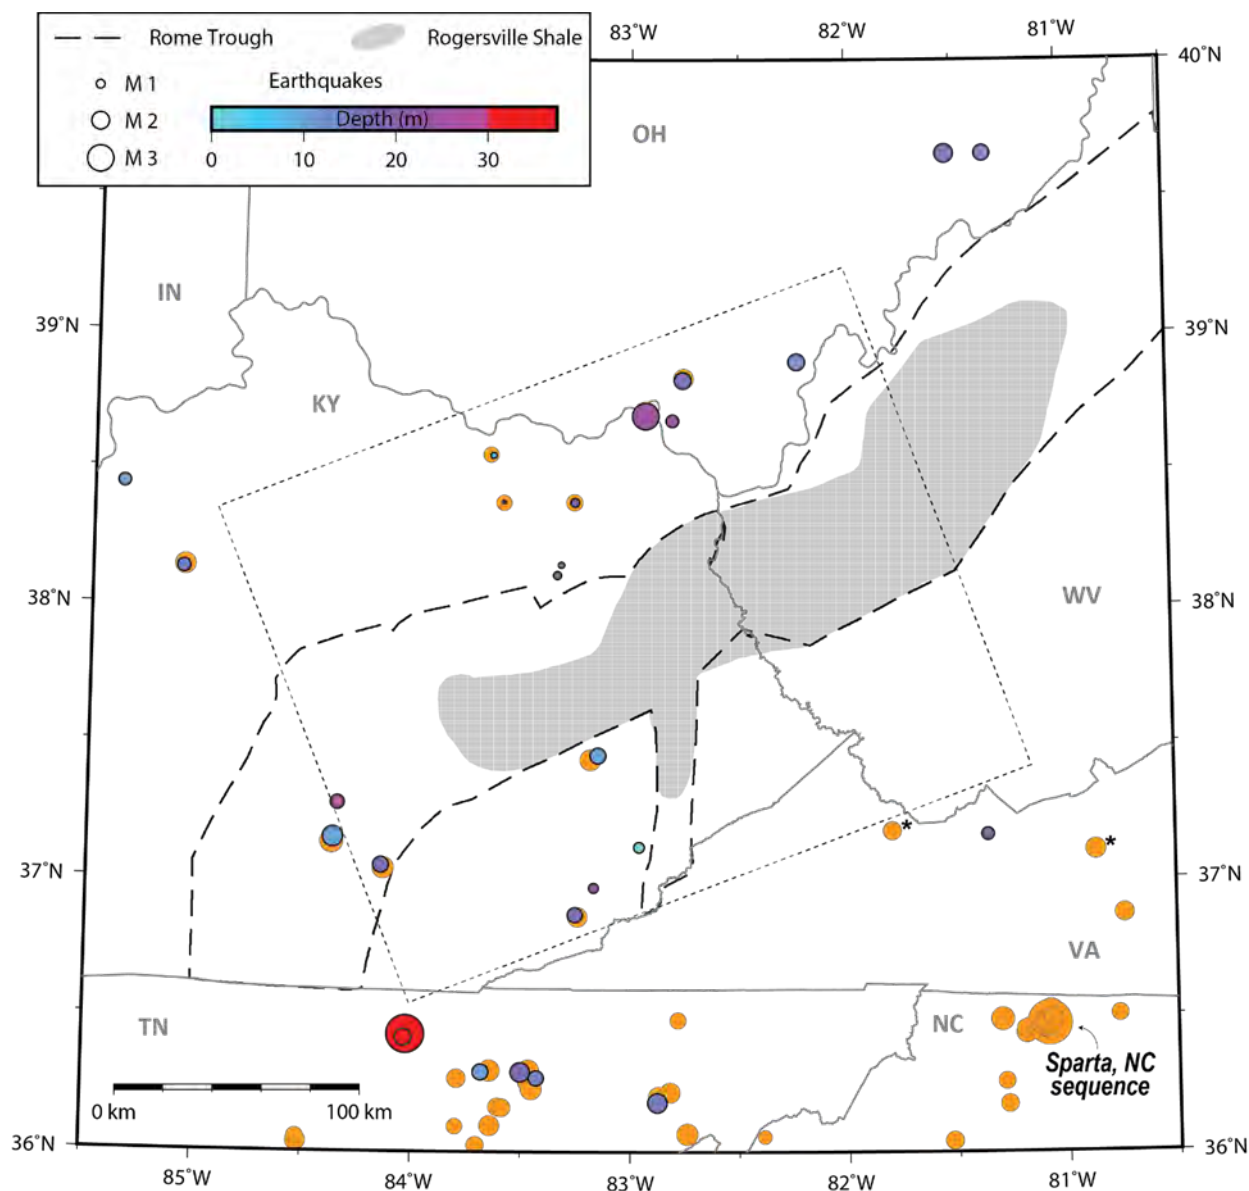 Rome Trough
Rogersville Shale
M 1
M 2
M 3
Earthquakes
Depth (m)
0 10 20 30
83°W 82°W 81°W
40°N
OH
IN
39°N 39°N
KY
38°N 38°N
WV
37°N 37°N
*
*
VA
TN
NC
Sparta, NC
sequence
0 km 100 km
36°N 36°N
85°W 84°W 83°W 82°W 81°W